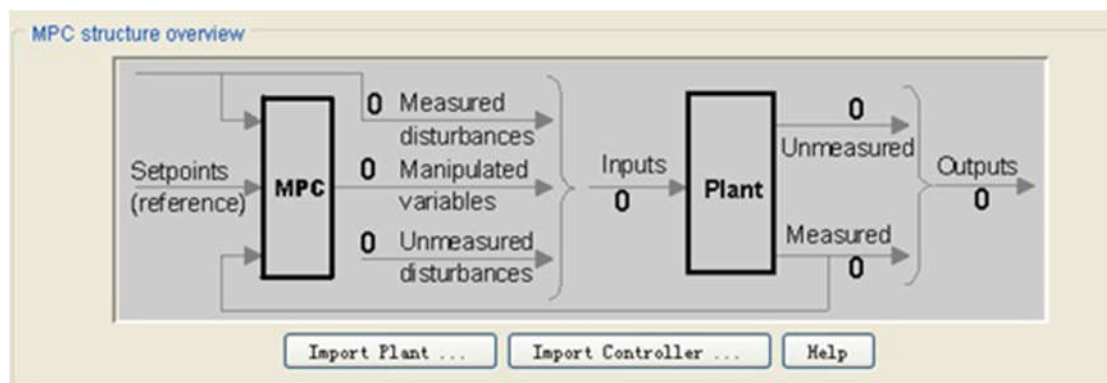 MPC structure overview
0 Measured
disturbances
Setpoints
(reference)
MPC
0 Manipulated
variables
0 Unmeasured
disturbances
Inputs
0
Plant
0
Unmeasured
Measured
0
Outputs
0
Import Plant ...
Import Controller ...
Help